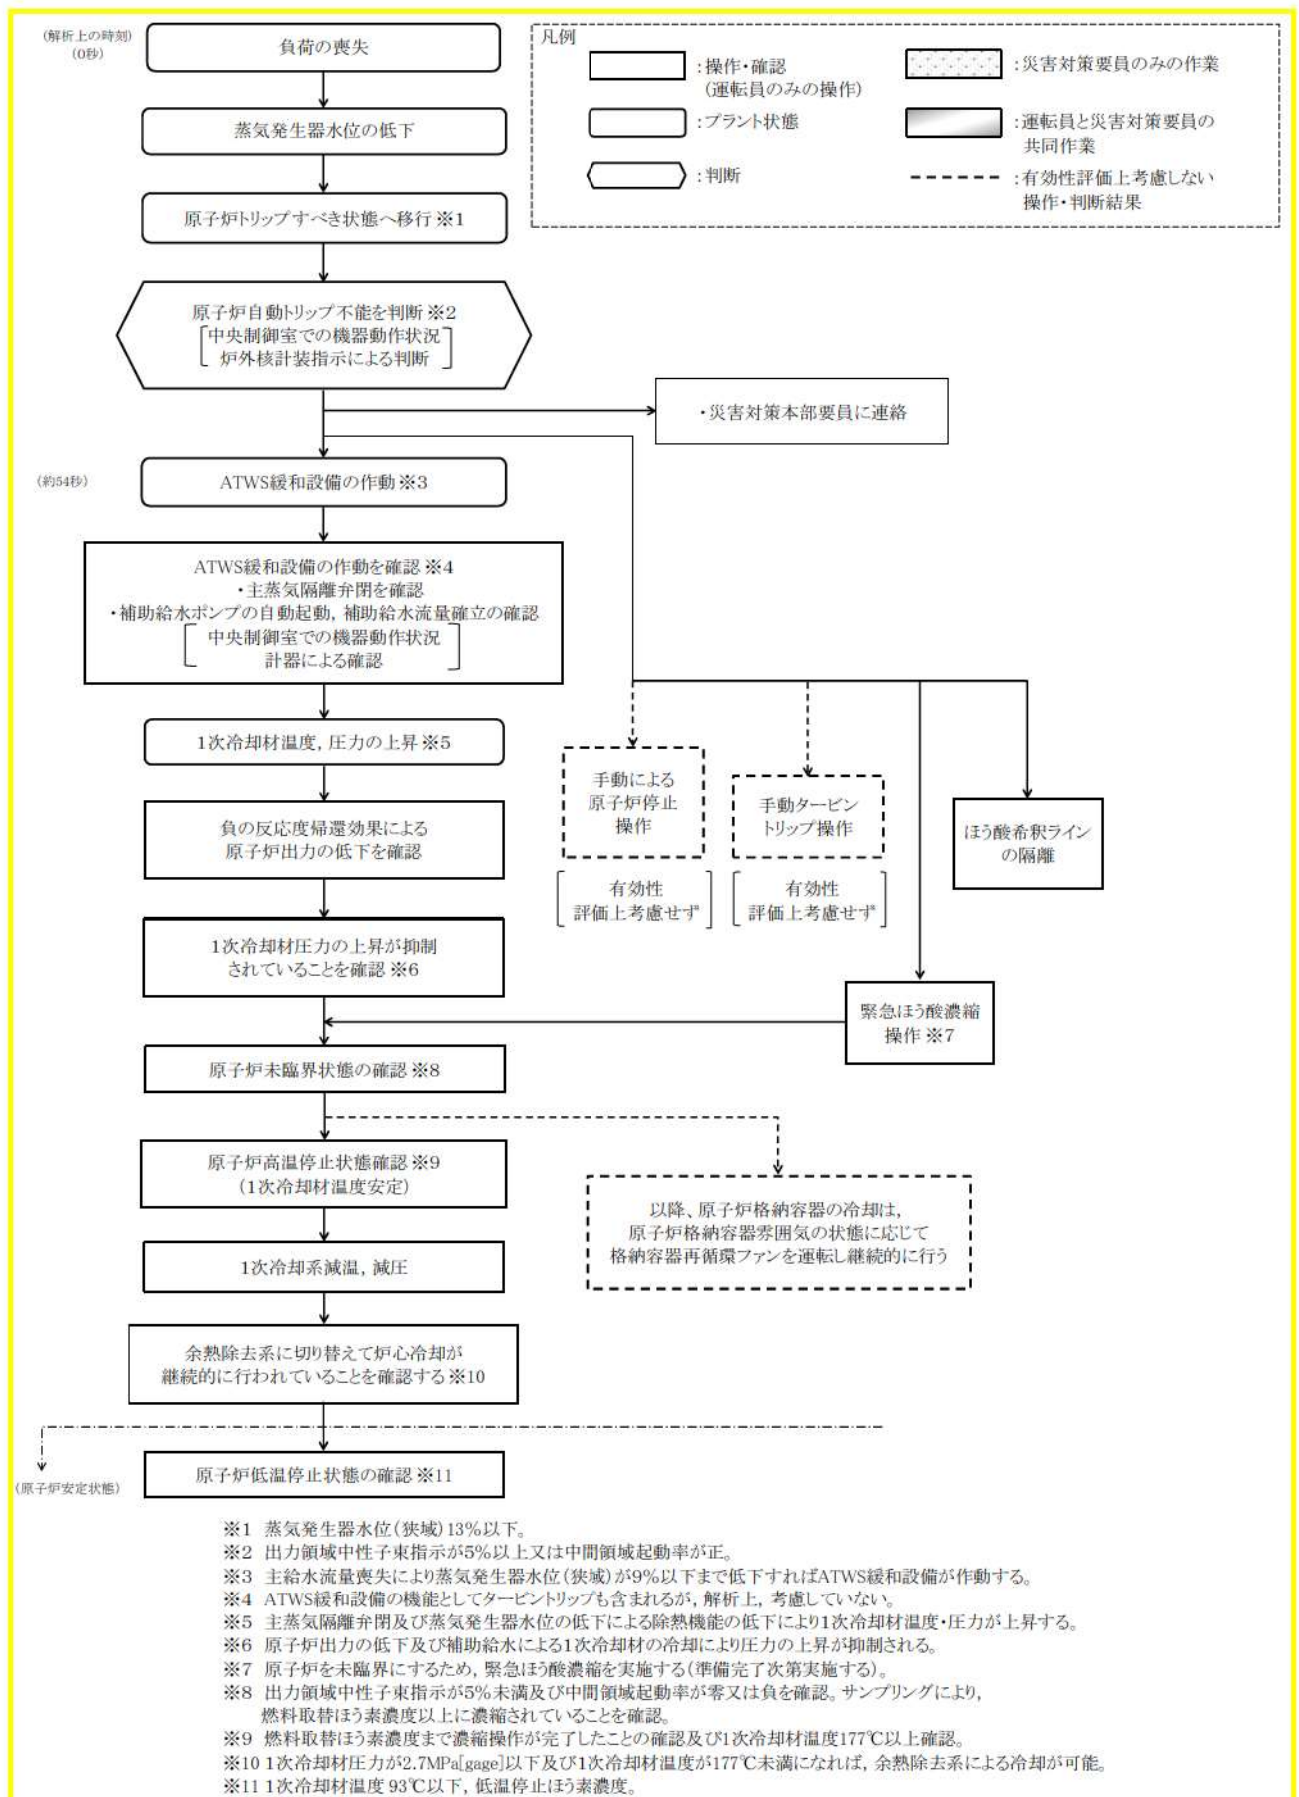 (解析上の時刻)
(0秒)
負荷の喪失
蒸気発生器水位の低下
原子炉トリップすべき状態へ移行※1
原子炉自動トリップ不能を判断※2
中央制御室での機器動作状況
炉外核計装指示による判断
凡例
:操作・確認
(運転員のみの操作)
:プラント状態
:判断
:災害対策要員のみの作業
:運転員と災害対策要員の
共同作業
:有効性評価上考慮しない
操作・判断結果
・災害対策本部要員に連絡
(約54秒)
ATWS緩和設備の作動※3
ATWS緩和設備の作動を確認※4
・主蒸気隔離弁閉を確認
・補助給水ポンプの自動起動, 補助給水流量確立の確認
中央制御室での機器動作状況
計器による確認
1次冷却材温度, 圧力の上昇※5
負の反応度帰還効果による
原子炉出力の低下を確認
1次冷却材圧力の上昇が抑制
されていることを確認※6
手動による
原子炉停止
操作
有効性
評価上考慮せず
手動タービン
トリップ操作
有効性
評価上考慮せず
ほう酸希釈ライン
の隔離
緊急ほう酸濃縮
操作※7
原子炉未臨界状態の確認※8
原子炉高温停止状態確認※9
(1次冷却材温度安定)
以降、原子炉格納容器の冷却は,
原子炉格納容器雰囲気の状態に応じて
格納容器再循環ファンを運転し継続的に行う
1次冷却系減温, 減圧
余熱除去系に切り替えて炉心冷却が
継続的に行われていることを確認する※10
(原子炉安定状態)
原子炉低温停止状態の確認※11
※1 蒸気発生器水位(狭域)13%以下。
※2 出力領域中性子束指示が5%以上又は中間領域起動率が正。
※3 主給水流量喪失により蒸気発生器水位(狭域)が9%以下まで低下すればATWS緩和設備が作動する。
※4 ATWS緩和設備の機能としてタービントリップも含まれるが, 解析上, 考慮していない。
※5 主蒸気隔離弁閉及び蒸気発生器水位の低下による除熱機能の低下により1次冷却材温度・圧力が上昇する。
※6 原子炉出力の低下及び補助給水による1次冷却材の冷却により圧力の上昇が抑制される。
※7 原子炉を未臨界にするため, 緊急ほう酸濃縮を実施する(準備完了次第実施する)。
※8 出力領域中性子束指示が5%未満及び中間領域起動率が零又は負を確認。サンプリングにより,
燃料取替ほう素濃度以上に濃縮されていることを確認。
※9 燃料取替ほう素濃度まで濃縮操作が完了したことの確認及び1次冷却材温度177℃以上確認。
※10 1次冷却材圧力が2.7MPa[gage]以下及び1次冷却材温度が177℃未満になれば, 余熱除去系による冷却が可能。
※11 1次冷却材温度 93℃以下, 低温停止ほう素濃度。